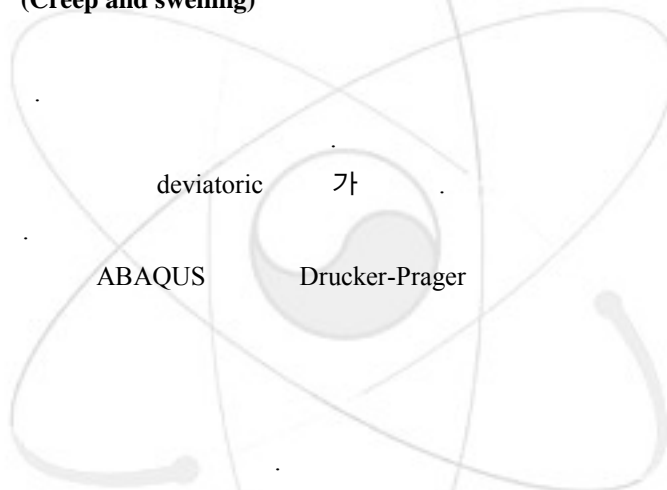 (Creep and swelling)
.
.
deviatoric 가 .
.
ABAQUS Drucker-Prager
.